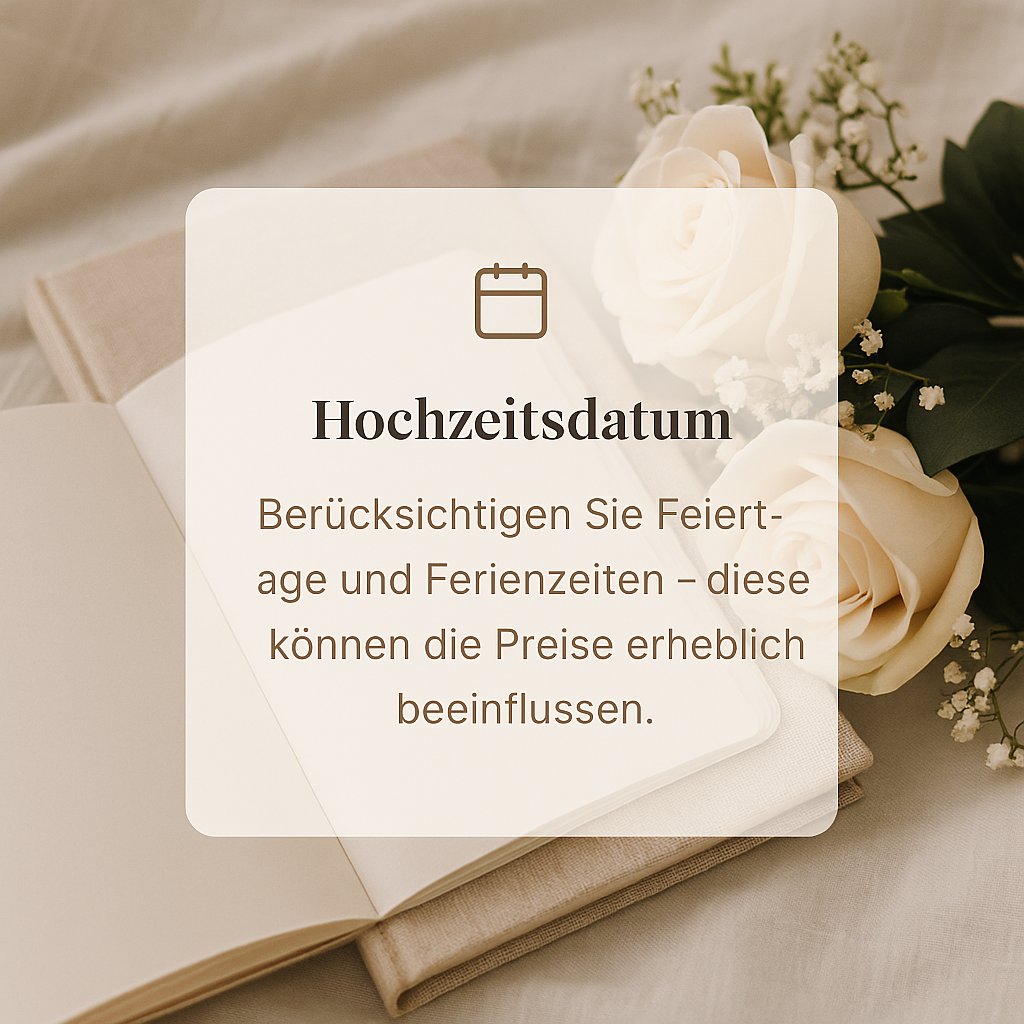 Hochzeitsdatum
Berücksichtigen Sie Feiert-
age und Ferienzeiten – diese
können die Preise erheblich
beeinflussen.